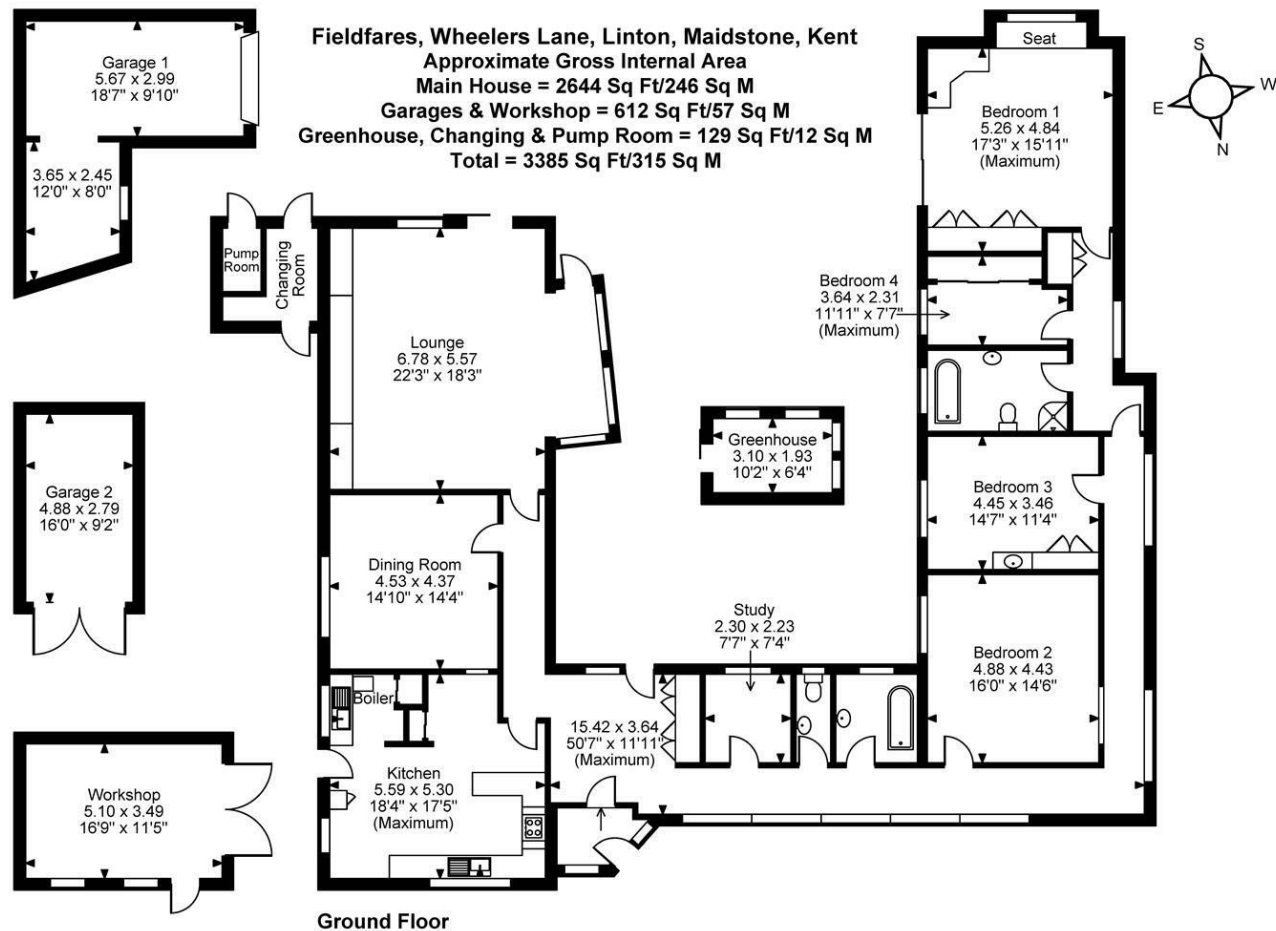 Fieldfares, Wheelers Lane, Linton, Maidstone, Kent
Approximate Gross Internal Area
Main House = 2644 Sq Ft/246 Sq M
Garages & Workshop = 612 Sq Ft/57 Sq M
Greenhouse, Changing & Pump Room = 129 Sq Ft/12 Sq M
Total = 3385 Sq Ft/315 Sq M
Garage 1
5.67 x 2.99
18'7" x 9'10"
3.65 x 2.45
12'0" x 8'0"
Seat
Bedroom 1
5.26 x 4.84
17'3" x 15'11"
(Maximum)
S
W
E
N
Pump
Room
Changing
Room
Bedroom 4
3.64 x 2.31
11'11" x 7'7"
(Maximum)
Lounge
6.78 x 5.57
22'3" x 18'3"
Greenhouse
3.10 x 1.93
10'2" x 6'4"
Garage 2
4.88 x 2.79
16'0" x 9'2"
Bedroom 3
4.45 x 3.46
14'7" x 11'4"
Dining Room
4.53 x 4.37
14'10" x 14'4"
Study
2.30 x 2.23
7'7" x 7'4"
Bedroom 2
4.88 x 4.43
16'0" x 14'6"
Boiler
15.42 x 3.64
50'7" x 11'11"
(Maximum)
Workshop
5.10 x 3.49
16'9" x 11'5"
Kitchen
5.59 x 5.30
18'4" x 17'5"
(Maximum)
Ground Floor